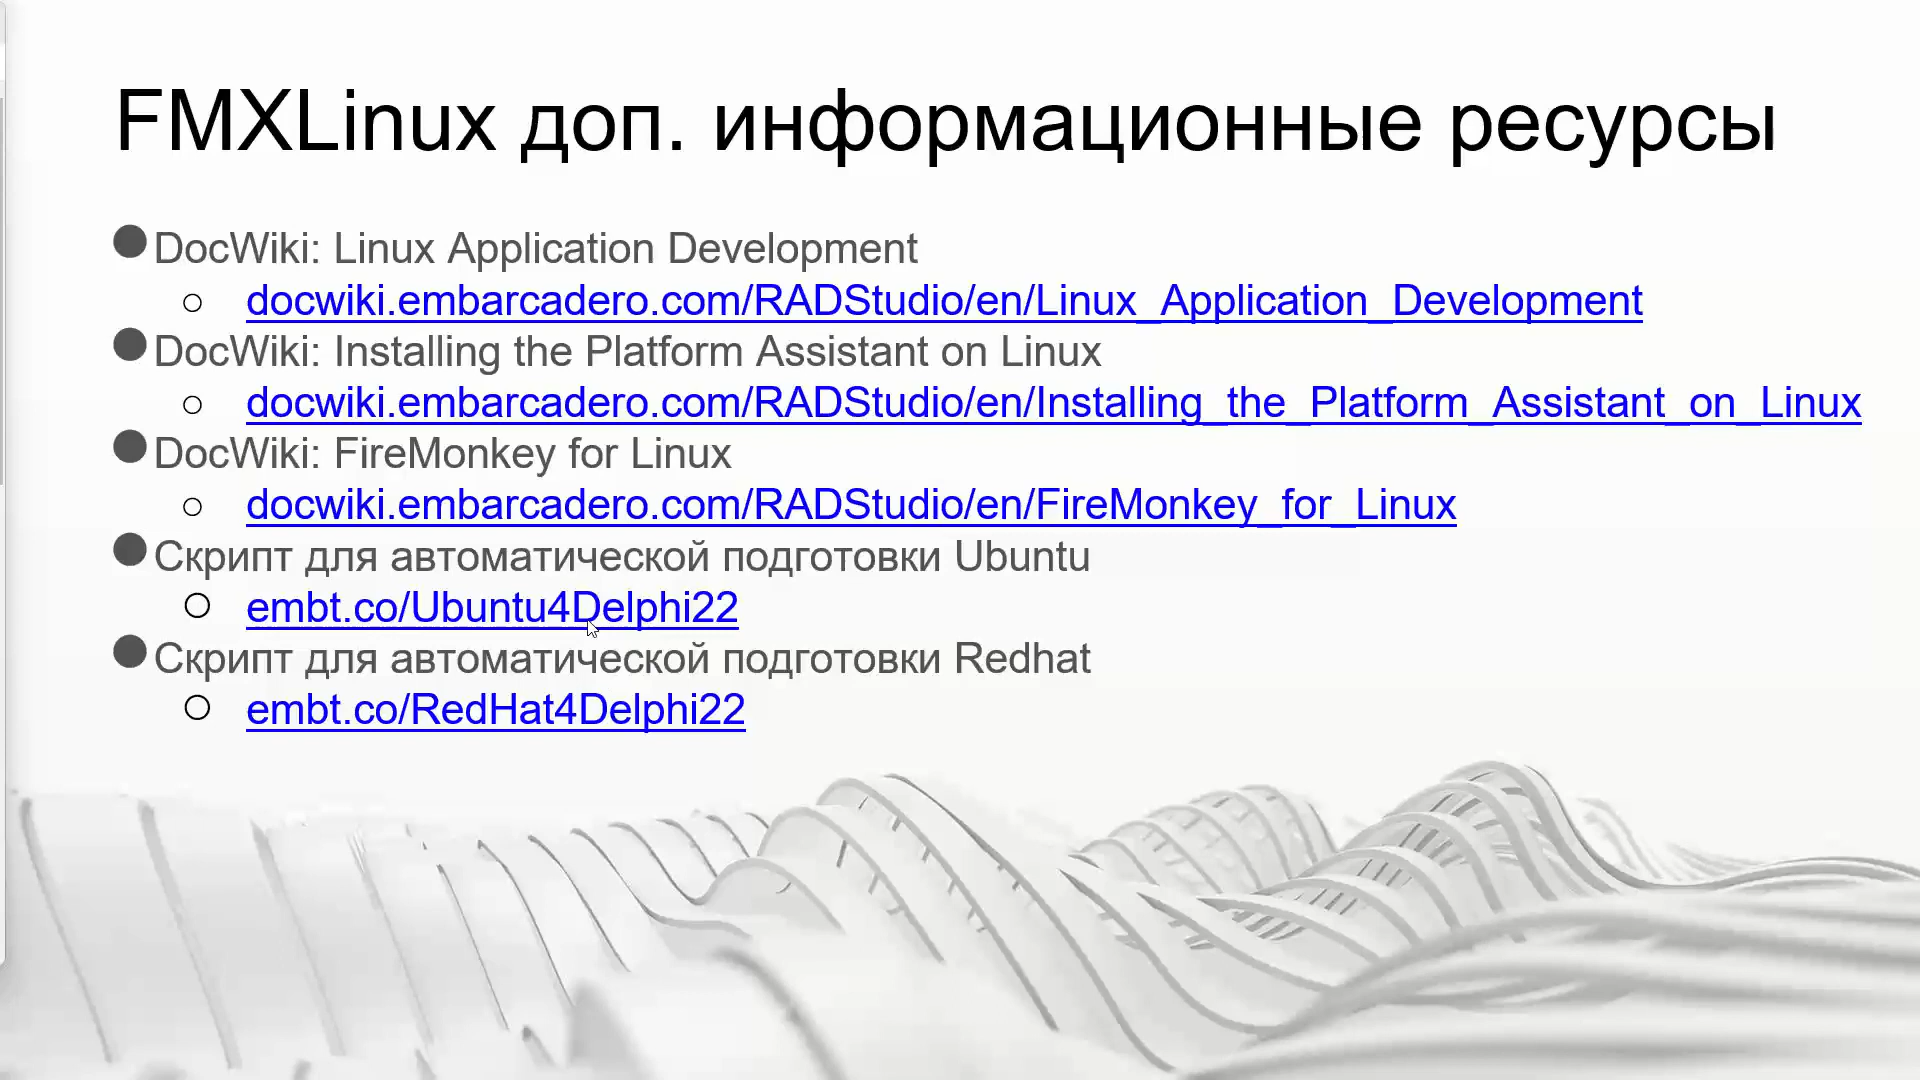 FMXLinux доп. информационные ресурсы
DocWiki: Linux Application Development
docwiki.embarcadero.com/RADStudio/en/Linux_Application_Development
DocWiki: Installing the Platform Assistant on Linux
docwiki.embarcadero.com/RADStudio/en/Installing_the_Platform_Assistant_on_Linux
DocWiki: FireMonkey for Linux
docwiki.embarcadero.com/RADStudio/en/FireMonkey_for_Linux
Скрипт для автоматической подготовки Ubuntu
embt.co/Ubuntu4Delphi22
Скрипт для автоматической подготовки Redhat
embt.co/RedHat4Delphi22